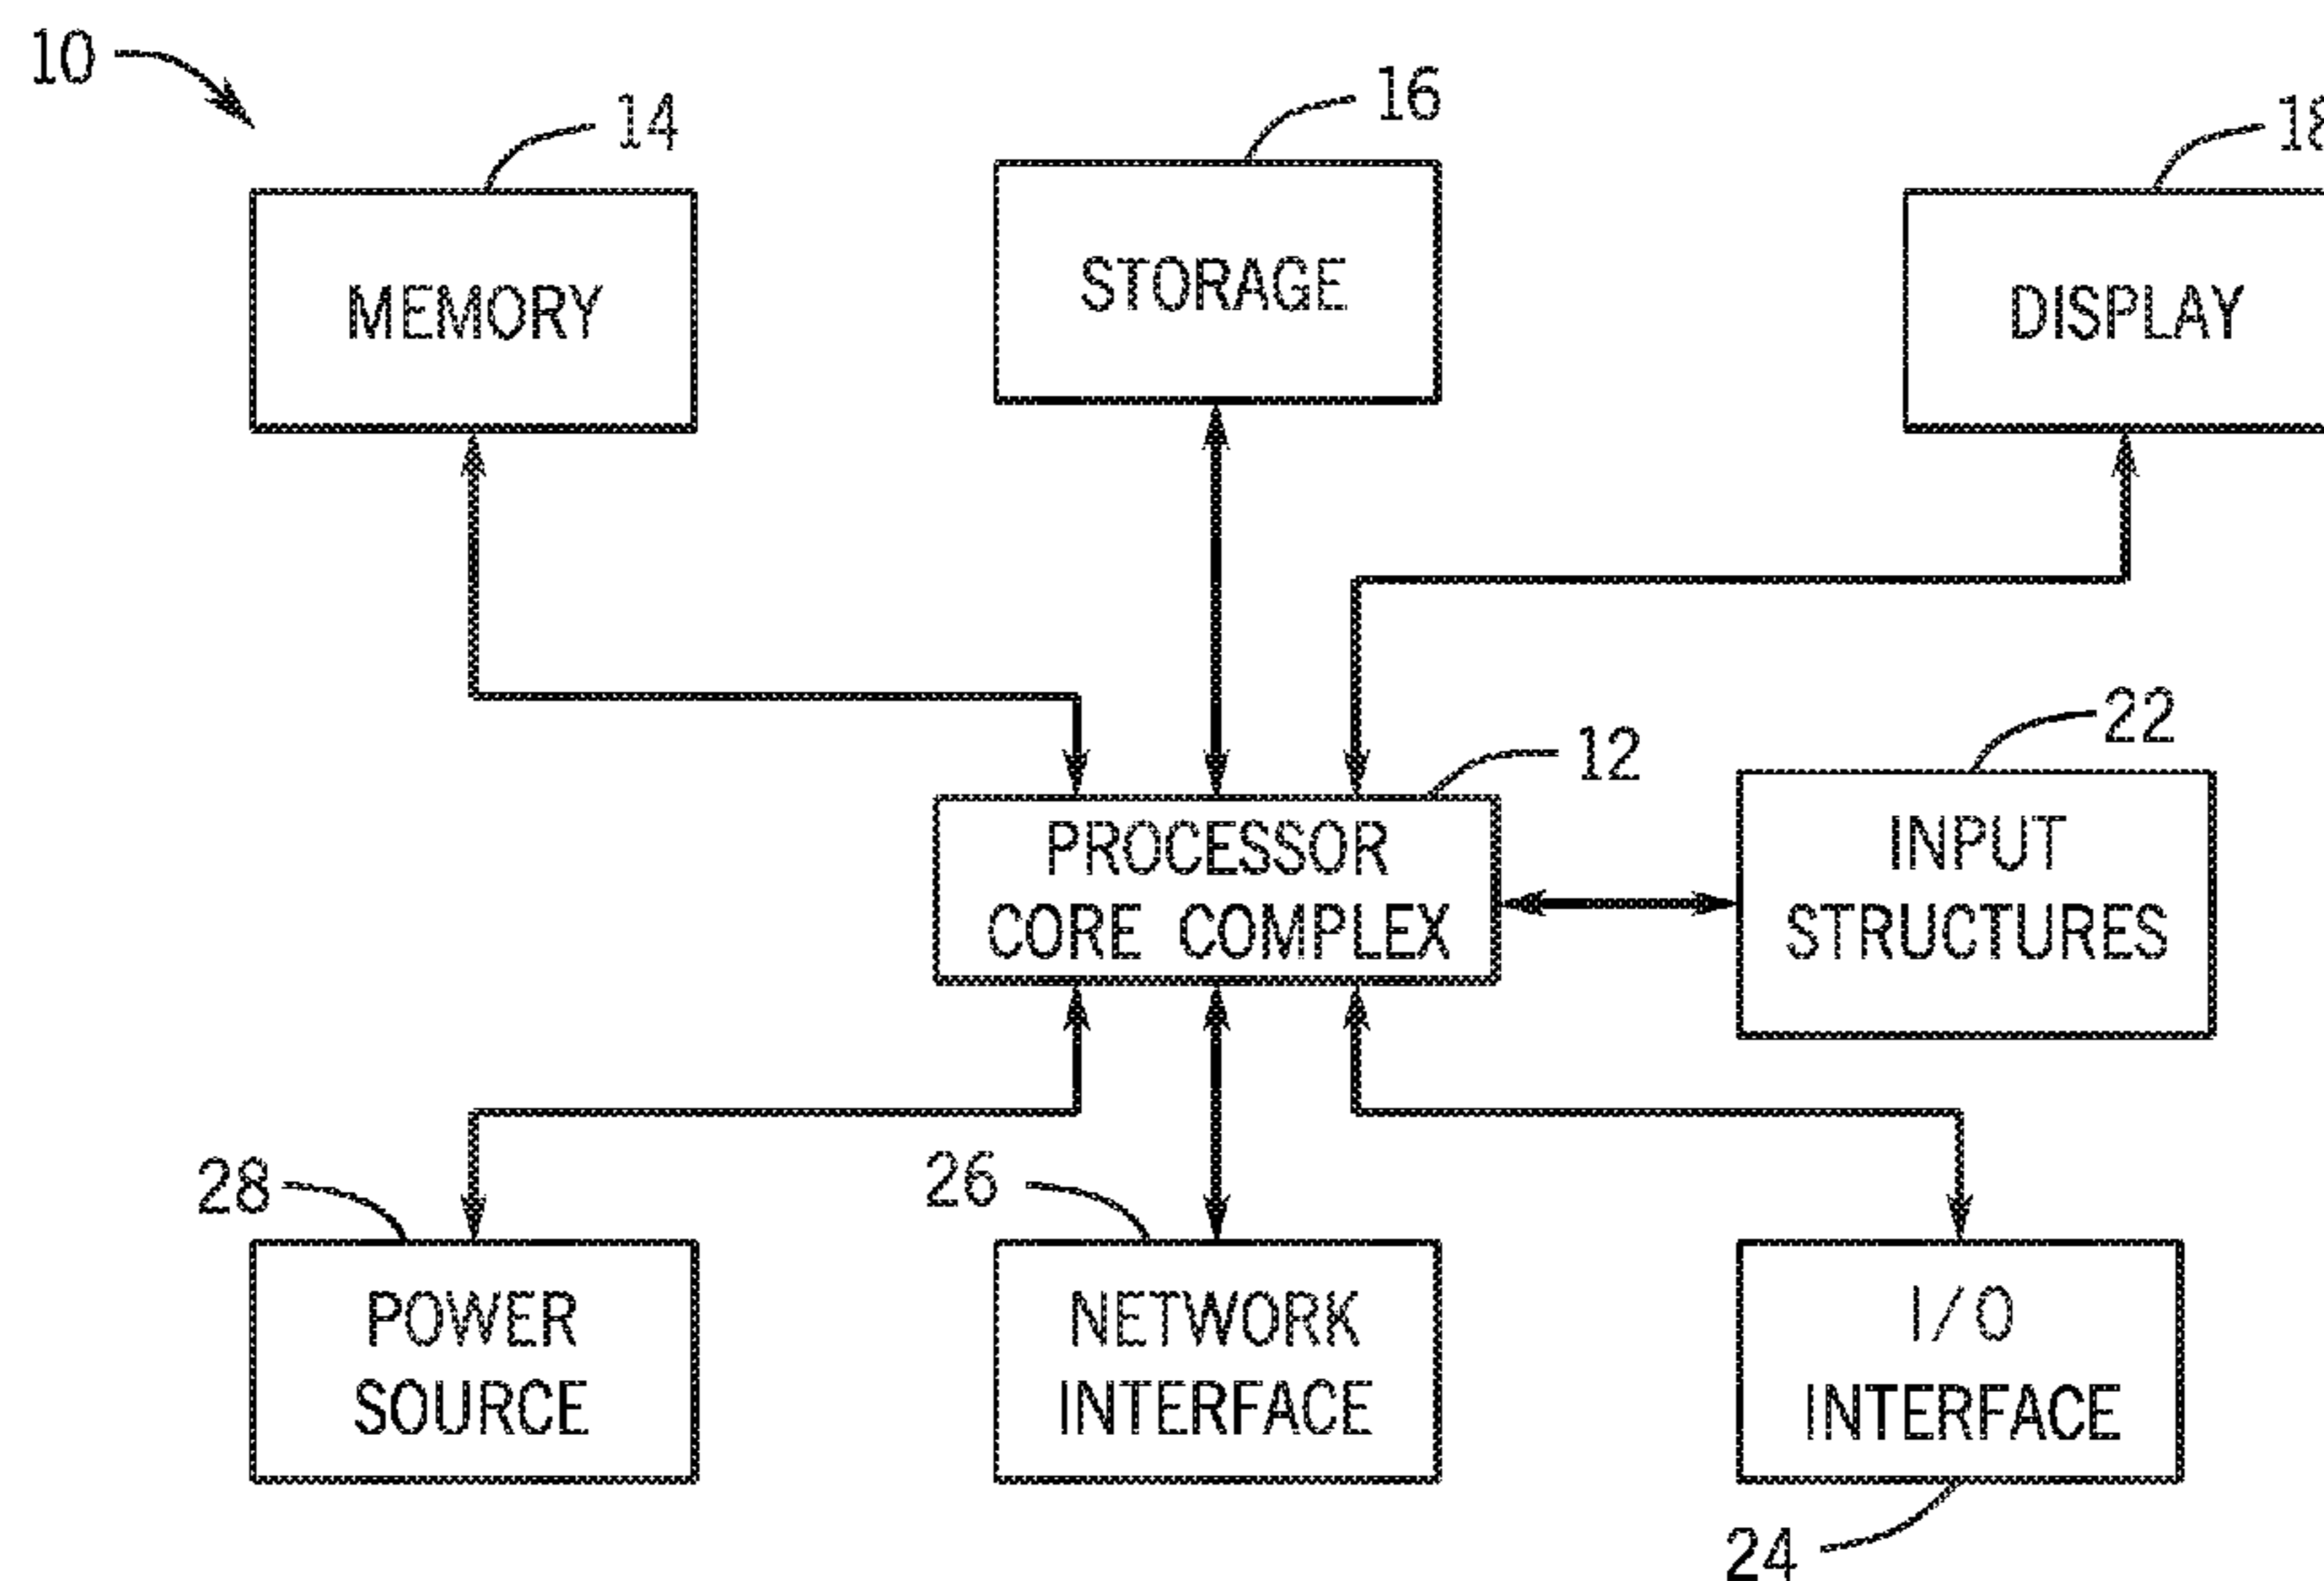 10
14
16
18
MEMORY
STORAGE
DISPLAY
12
22
PROCESSOR
CORE COMPLEX
INPUT
STRUCTURES
28
26
POWER
SOURCE
NETWORK
INTERFACE
I/O
INTERFACE
24